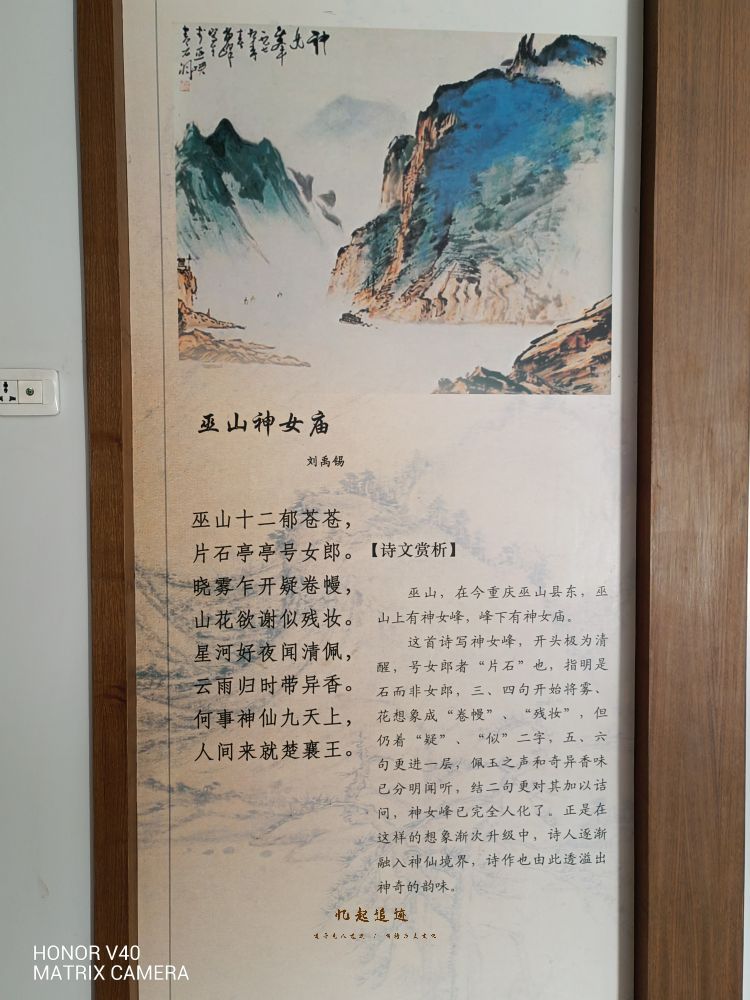 巫山神女庙
刘禹锡
巫山十二郁苍苍，
片石亭亭号女郎。
晓雾乍开疑卷幔，
山花欲谢似残妆。
星河好夜闻清佩，
云雨归时带异香。
何事神仙九天上，
人间来就楚襄王。
【诗文赏析】
巫山，在今重庆巫山县东，巫
山上有神女峰，峰下有神女庙。
这首诗写神女峰，开头极为清
醒，号女郎者“片石”也，指明是
石而非女郎，三、四句开始将雾、
花想象成“卷幔”、“残妆”，但
仍着“疑”、“似”二字，五、六
句更进一层，佩玉之声和奇异香味
已分明闻听，结二句更对其加以诘
问，神女峰已完全人化了。正是在
这样的想象渐次升级中，诗人逐渐
融入神仙境界，诗作也由此透溢出
神奇的韵味。
忆起追迹
HONOR V40
MATRIX CAMERA